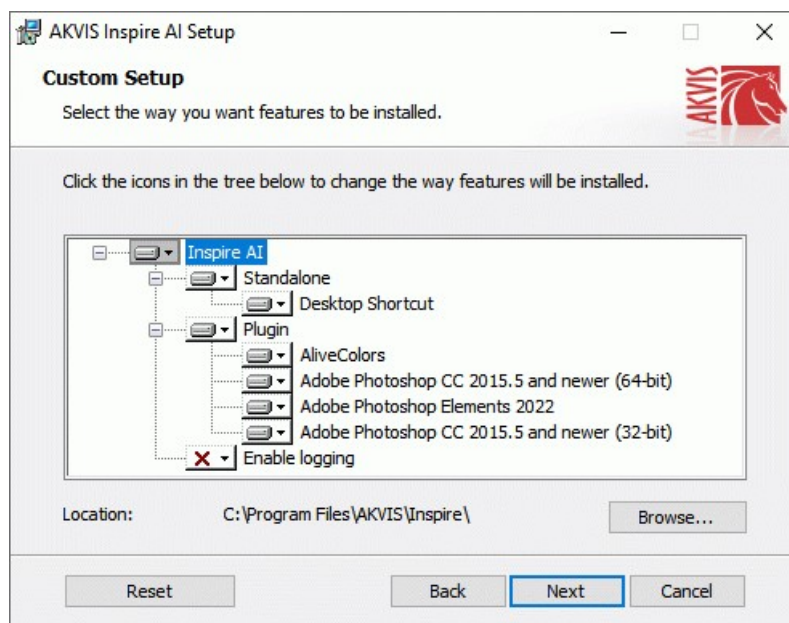 AKVIS Inspire AI Setup
Custom Setup
Select the way you want features to be installed.
AKVIS
Click the icons in the tree below to change the way features will be installed.
Inspire AI
Standalone
Desktop Shortcut
Plugin
AliveColors
Adobe Photoshop CC 2015.5 and newer (64-bit)
Adobe Photoshop Elements 2022
Adobe Photoshop CC 2015.5 and newer (32-bit)
Enable logging
Location: C:\Program Files\AKVIS\Inspire\ Browse...
Reset Back Next Cancel